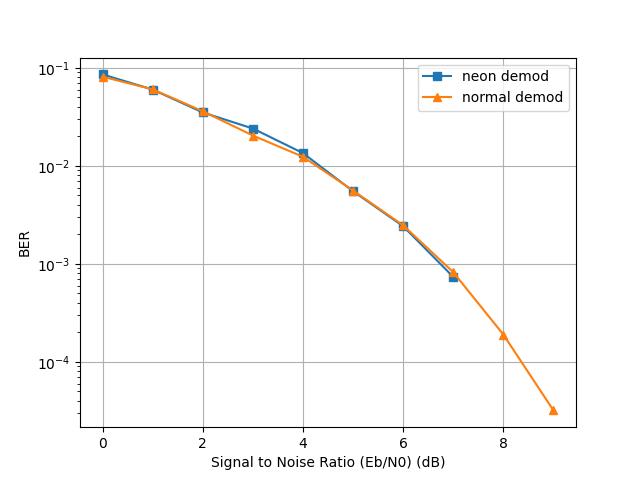 neon demod
normal demod
10⁻¹
10⁻²
10⁻³
10⁻⁴
BER
0 2 4 6 8
Signal to Noise Ratio (Eb/N0) (dB)